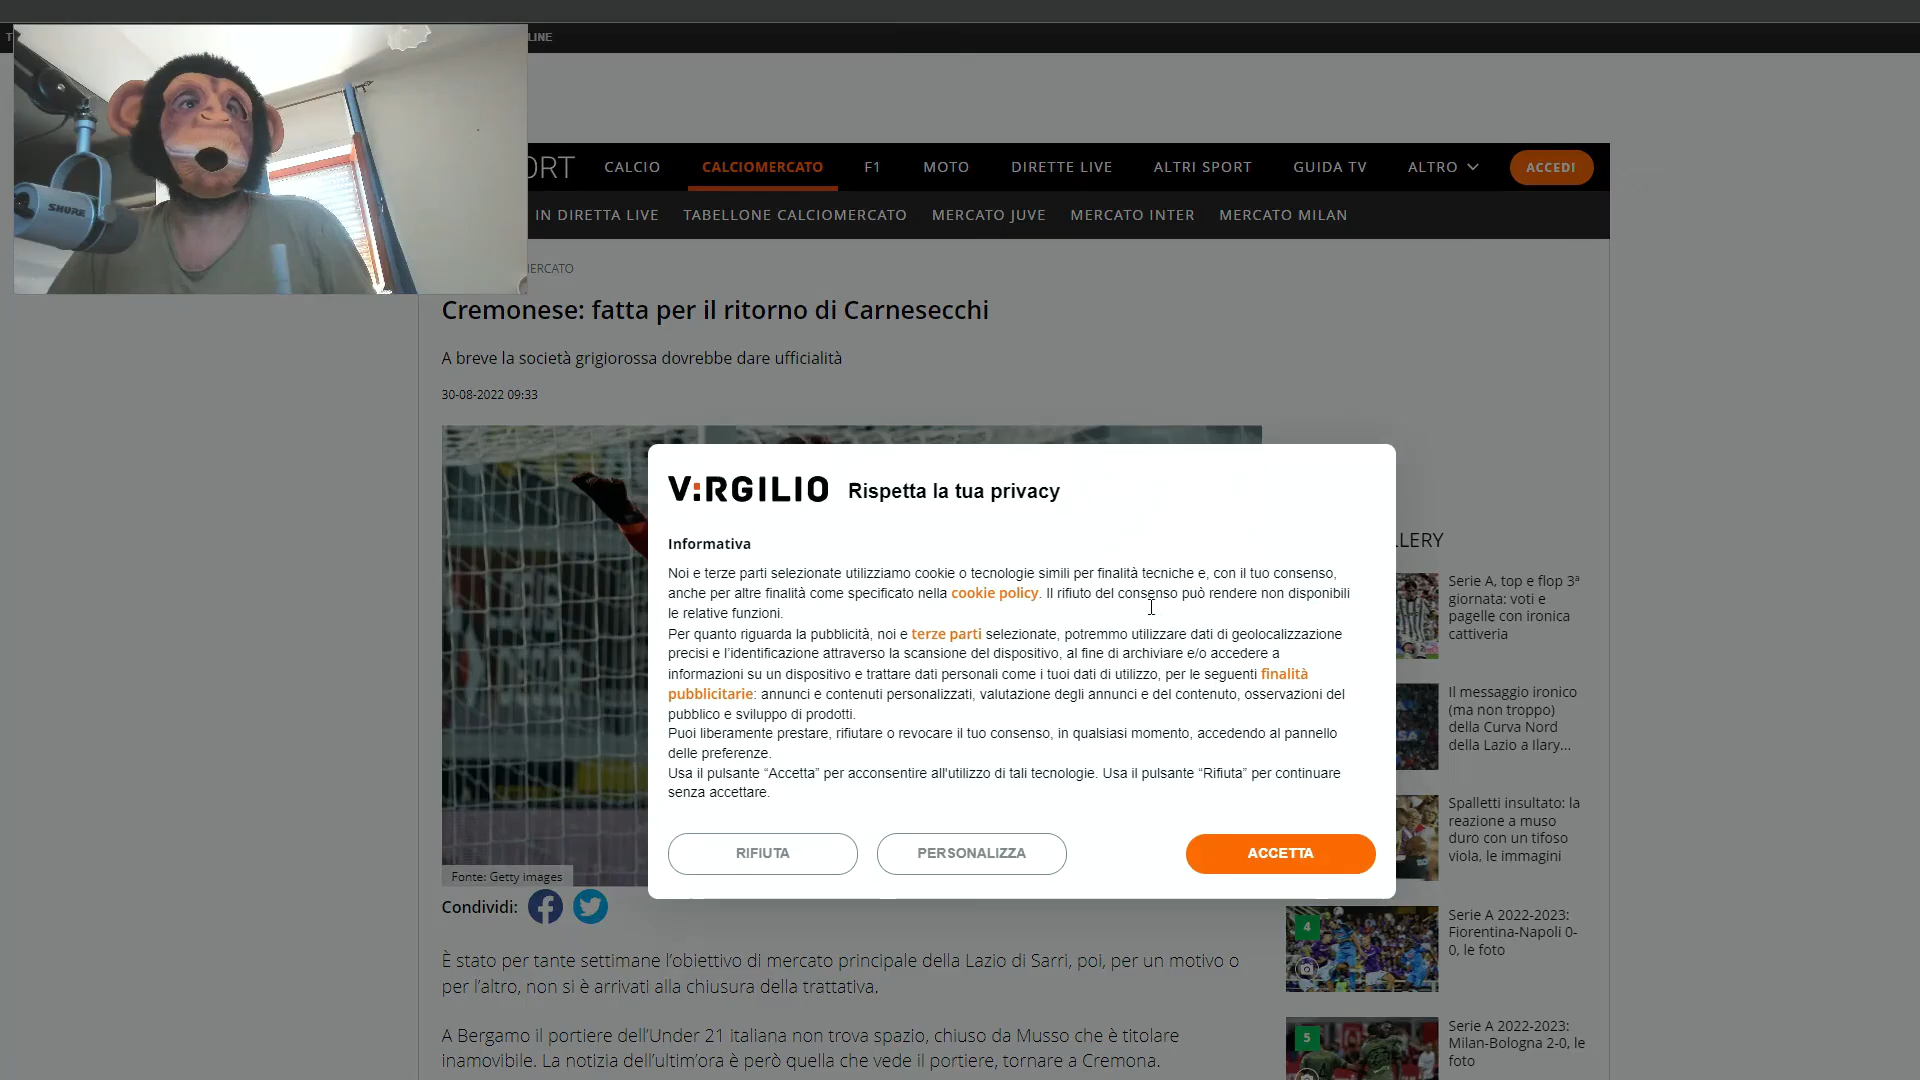 LINE
SHURE
ORT
CALCIO
CALCIOMERCATO
F1
MOTO
DIRETTE LIVE
ALTRI SPORT
GUIDA TV
ALTRO
ACCEDI
IN DIRETTA LIVE
TABELLONE CALCIOMERCATO
MERCATO JUVE
MERCATO INTER
MERCATO MILAN
ERCATO
Cremonese: fatta per il ritorno di Carnesecchi
A breve la società grigiorossa dovrebbe dare ufficialità
30-08-2022 09:33
V:RGILIO Rispetta la tua privacy
Informativa
Noi e terze parti selezionate utilizziamo cookie o tecnologie simili per finalità tecniche e, con il tuo consenso,
anche per altre finalità come specificato nella cookie policy. Il rifiuto del consenso può rendere non disponibili
le relative funzioni.
Per quanto riguarda la pubblicità, noi e terze parti selezionate, potremmo utilizzare dati di geolocalizzazione
precisi e l’identificazione attraverso la scansione del dispositivo, al fine di archiviare e/o accedere a
informazioni su un dispositivo e trattare dati personali come i tuoi dati di utilizzo, per le seguenti finalità
pubblicitarie: annunci e contenuti personalizzati, valutazione degli annunci e del contenuto, osservazioni del
pubblico e sviluppo di prodotti.
Puoi liberamente prestare, rifiutare o revocare il tuo consenso, in qualsiasi momento, accedendo al pannello
delle preferenze.
Usa il pulsante “Accetta” per acconsentire all'utilizzo di tali tecnologie. Usa il pulsante “Rifiuta” per continuare
senza accettare.
RIFIUTA
PERSONALIZZA
ACCETTA
Fonte: Getty images
Condividi:
È stato per tante settimane l’obiettivo di mercato principale della Lazio di Sarri, poi, per un motivo o
per l’altro, non si è arrivati alla chiusura della trattativa.
A Bergamo il portiere dell’Under 21 italiana non trova spazio, chiuso da Musso che è titolare
inamovibile. La notizia dell’ultim’ora è però quella che vede il portiere, tornare a Cremona.
LLERY
Serie A, top e flop 3ª
giornata: voti e
pagelle con ironica
cattiveria
Il messaggio ironico
(ma non troppo)
della Curva Nord
della Lazio a Ilary...
Spalletti insultato: la
reazione a muso
duro con un tifoso
viola, le immagini
4
Serie A 2022-2023:
Fiorentina-Napoli 0-
0, le foto
5
Serie A 2022-2023:
Milan-Bologna 2-0, le
foto